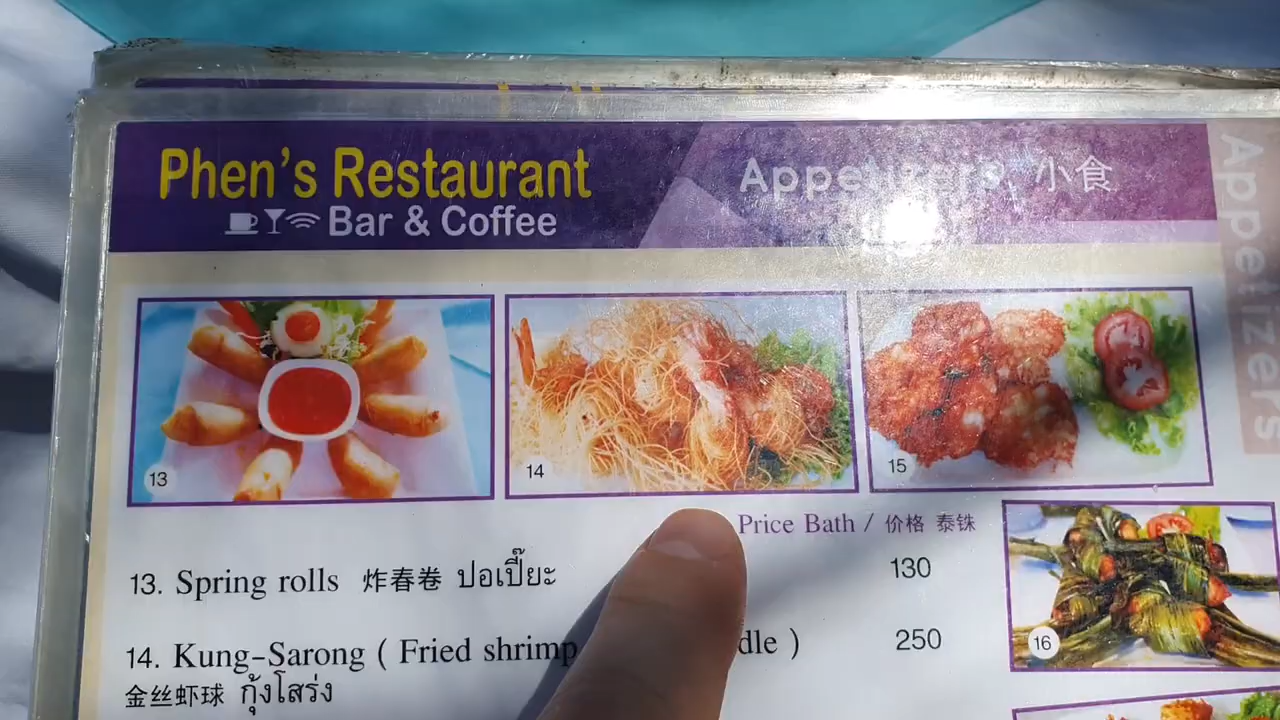 Phen's Restaurant
Bar & Coffee
Appetizers 小食
Appetizers
13
14
15
Price Bath / 价格 泰铢
13. Spring rolls 炸春卷 ปอเปี๊ยะ 130
14. Kung-Sarong ( Fried shrimp dle ) 250
金丝虾球 กุ้งโสร่ง
16